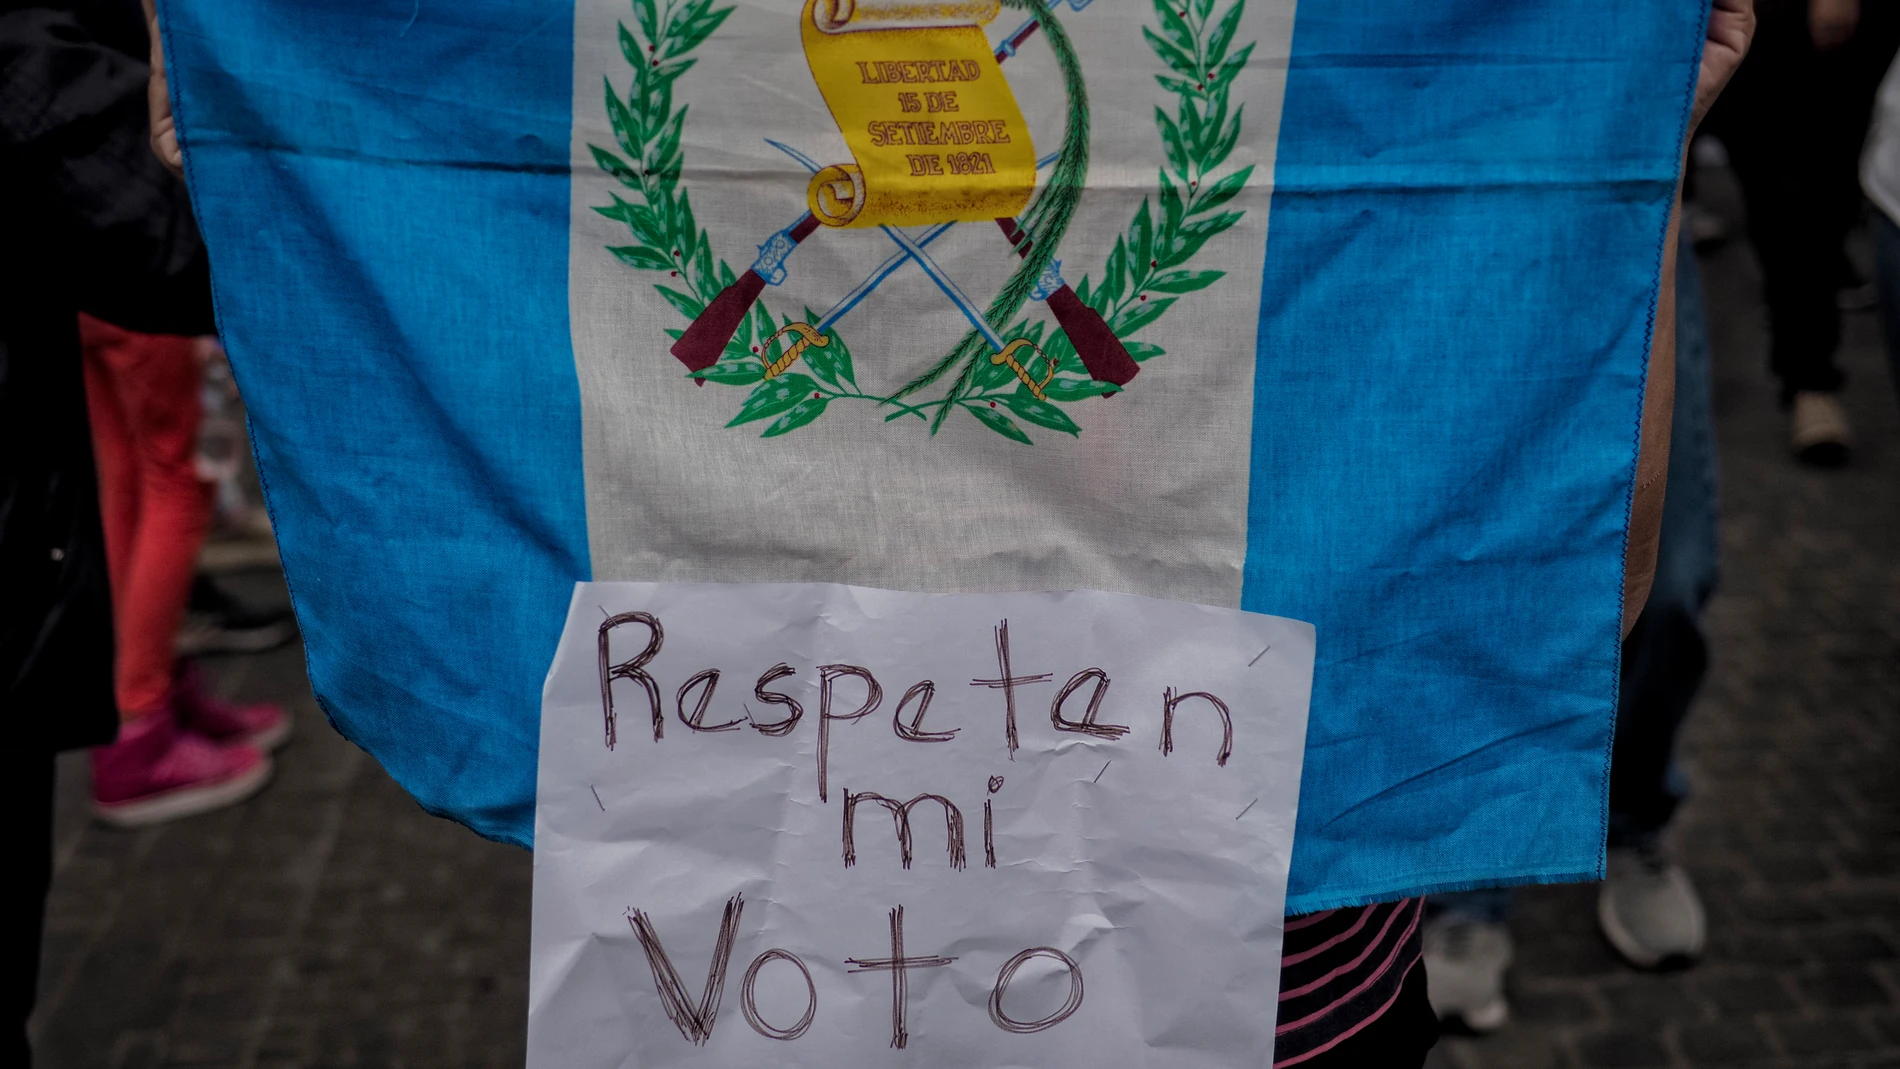 LIBERTAD
15 DE
SETIEMBRE
DE 1821
Respetan
mi
Voto